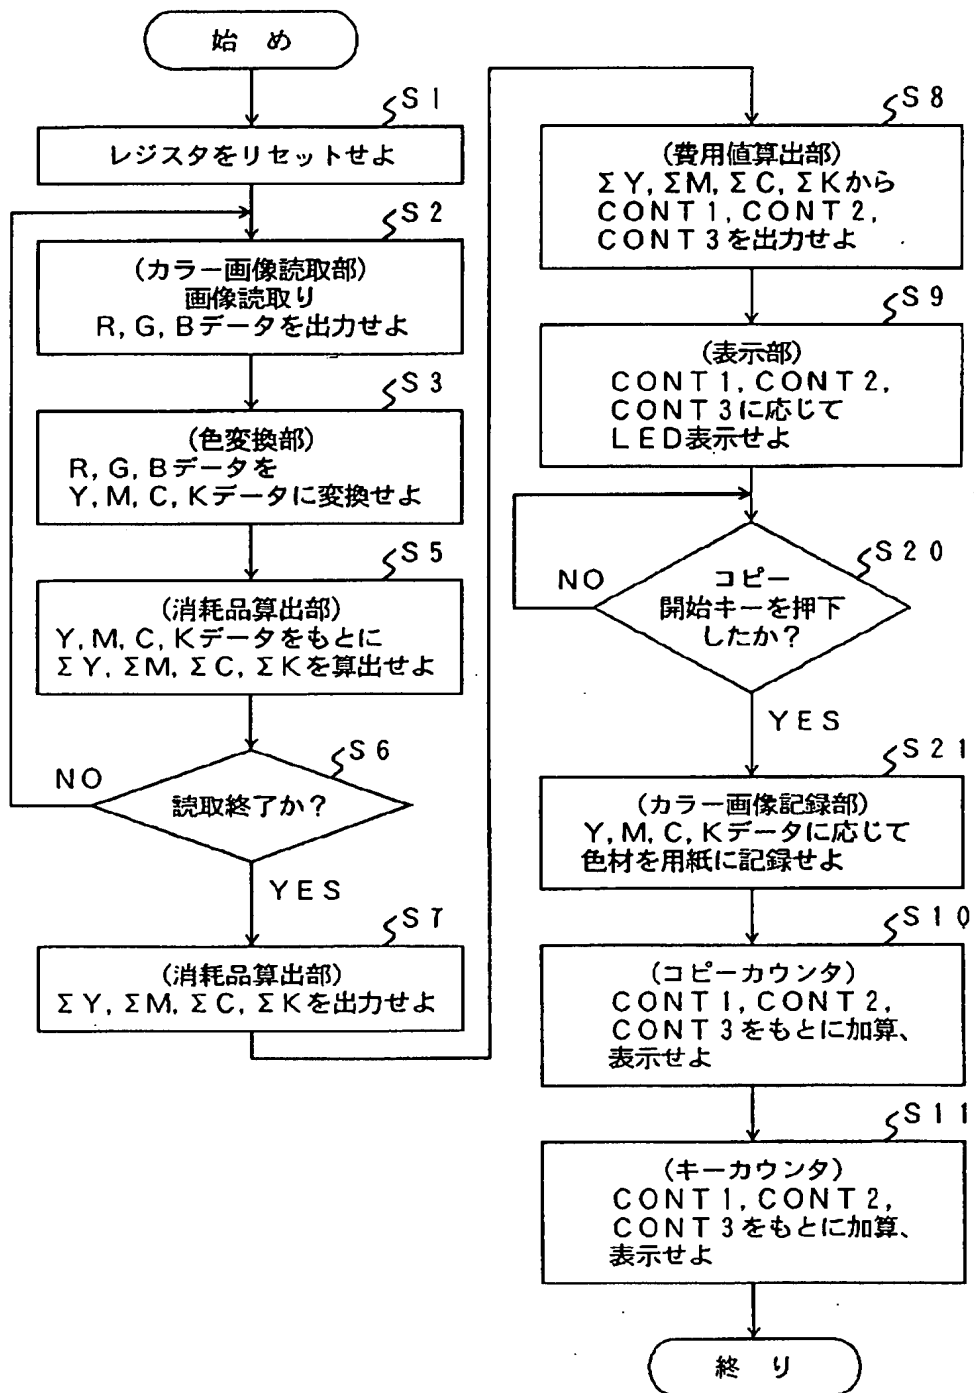 始 め
S1
レジスタをリセットせよ
S2
(カラー画像読取部)
画像読取り
R, G, Bデータを出力せよ
S3
(色変換部)
R, G, Bデータを
Y, M, C, Kデータに変換せよ
S5
(消耗品算出部)
Y, M, C, Kデータをもとに
ΣY, ΣM, ΣC, ΣKを算出せよ
S6
NO
読取終了か?
YES
S7
(消耗品算出部)
ΣY, ΣM, ΣC, ΣKを出力せよ
S8
(費用値算出部)
ΣY, ΣM, ΣC, ΣKから
CONT1, CONT2,
CONT3を出力せよ
S9
(表示部)
CONT1, CONT2,
CONT3に応じて
LED表示せよ
S20
NO
コピー
開始キーを押下
したか?
YES
S21
(カラー画像記録部)
Y, M, C, Kデータに応じて
色材を用紙に記録せよ
S10
(コピーカウンタ)
CONT1, CONT2,
CONT3をもとに加算、
表示せよ
S11
(キーカウンタ)
CONT1, CONT2,
CONT3をもとに加算、
表示せよ
終 り